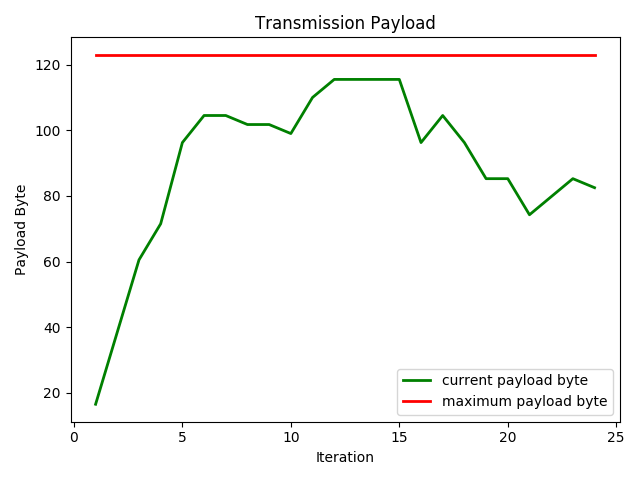 Transmission Payload
Payload Byte
120
100
80
60
40
20
0
5
10
15
20
25
Iteration
current payload byte
maximum payload byte